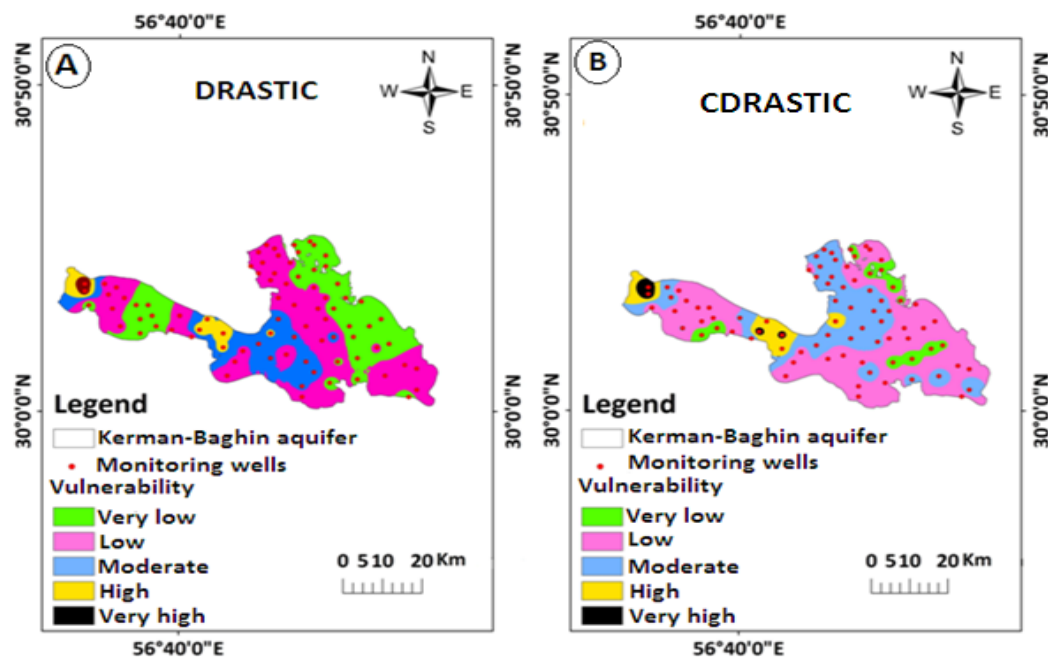 56°40'0"E
A
DRASTIC
N
W E
S
30°50'0"N
30°50'0"N
30°0'0"N
30°0'0"N
Legend
Kerman-Baghin aquifer
Monitoring wells
Vulnerability
Very low
Low
Moderate
High
Very high
0 510 20 Km
56°40'0"E
56°40'0"E
B
CDRASTIC
N
W E
S
30°50'0"N
30°50'0"N
30°0'0"N
30°0'0"N
Legend
Kerman-Baghin aquifer
Monitoring wells
Vulnerability
Very low
Low
Moderate
High
Very high
0 510 20 Km
56°40'0"E